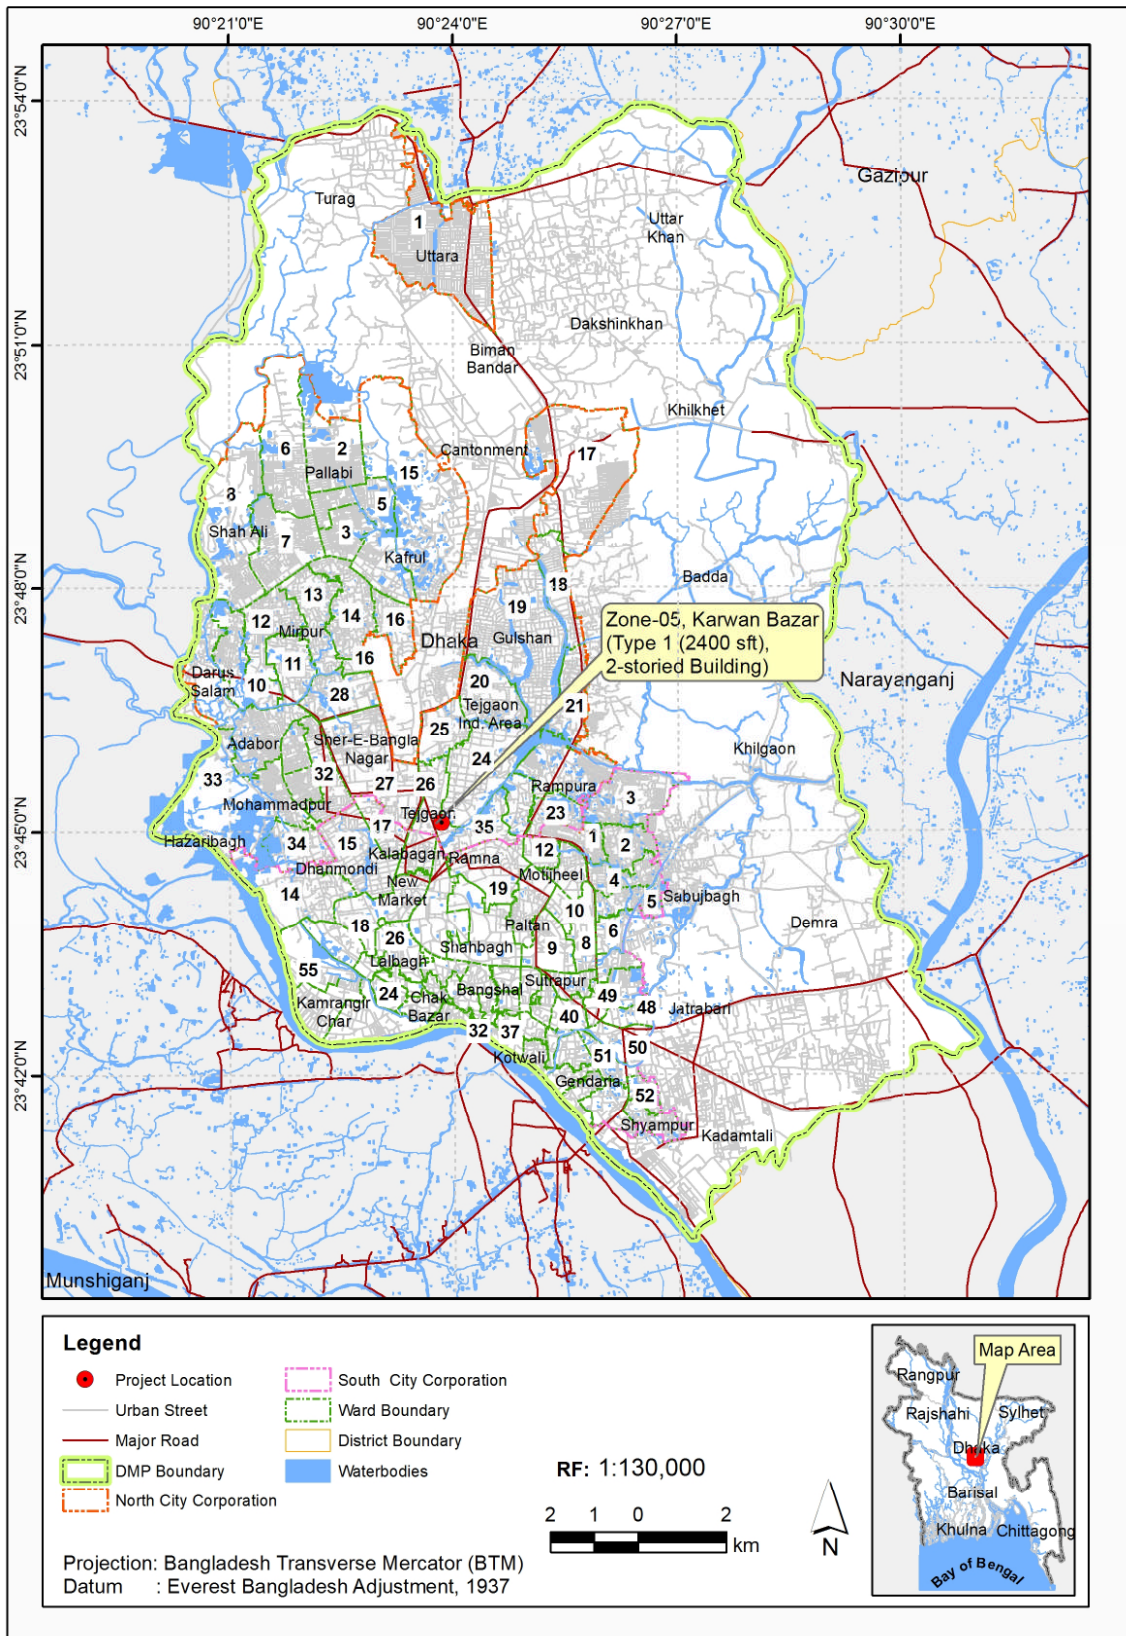 90°21'0"E
90°24'0"E
90°27'0"E
90°30'0"E
23°54'0"N
23°51'0"N
23°48'0"N
23°45'0"N
23°42'0"N
Gazipur
Turag
1
Uttara
Uttar
Khan
Dakshinkhan
Biman
Bandar
Khilkhet
Cantonment
17
6
2
Pallabi
15
8
5
Shah Ali
7
3
Kafrul
Badda
18
13
19
12
14
16
Mirpur
Dhaka
Gulshan
Zone-05, Karwan Bazar
(Type 1 (2400 sft),
2-storied Building)
11
16
Darus
Salam
10
28
20
Narayanganj
Tejgaon
Ind. Area
21
25
Adabor
Sher-E-Bangla
Nagar
24
Khilgaon
33
32
27
26
Rampura
3
Mohammadpur
Tejgaon
23
Hazaribagh
34
15
17
35
1
2
Kalabagan
Ramna
12
Dhanmondi
Motijheel
4
14
New
Market
19
5
Sabujbagh
10
18
26
Paltan
6
Demra
Shahbagh
9
8
Lalbagh
55
24
Bangshal
Sutrapur
49
Kamrangir
Char
Chak
Bazar
40
48
Jatrabari
32
37
Kotwali
51
50
Gendaria
52
Shyampur
Kadamtali
Munshiganj
Legend
Project Location
Urban Street
Major Road
DMP Boundary
North City Corporation
South City Corporation
Ward Boundary
District Boundary
Waterbodies
RF: 1:130,000
2 1 0 2
km
N
Projection: Bangladesh Transverse Mercator (BTM)
Datum : Everest Bangladesh Adjustment, 1937
Map Area
Rangpur
Rajshahi
Sylhet
Dhaka
Barisal
Khulna
Chittagong
Bay of Bengal